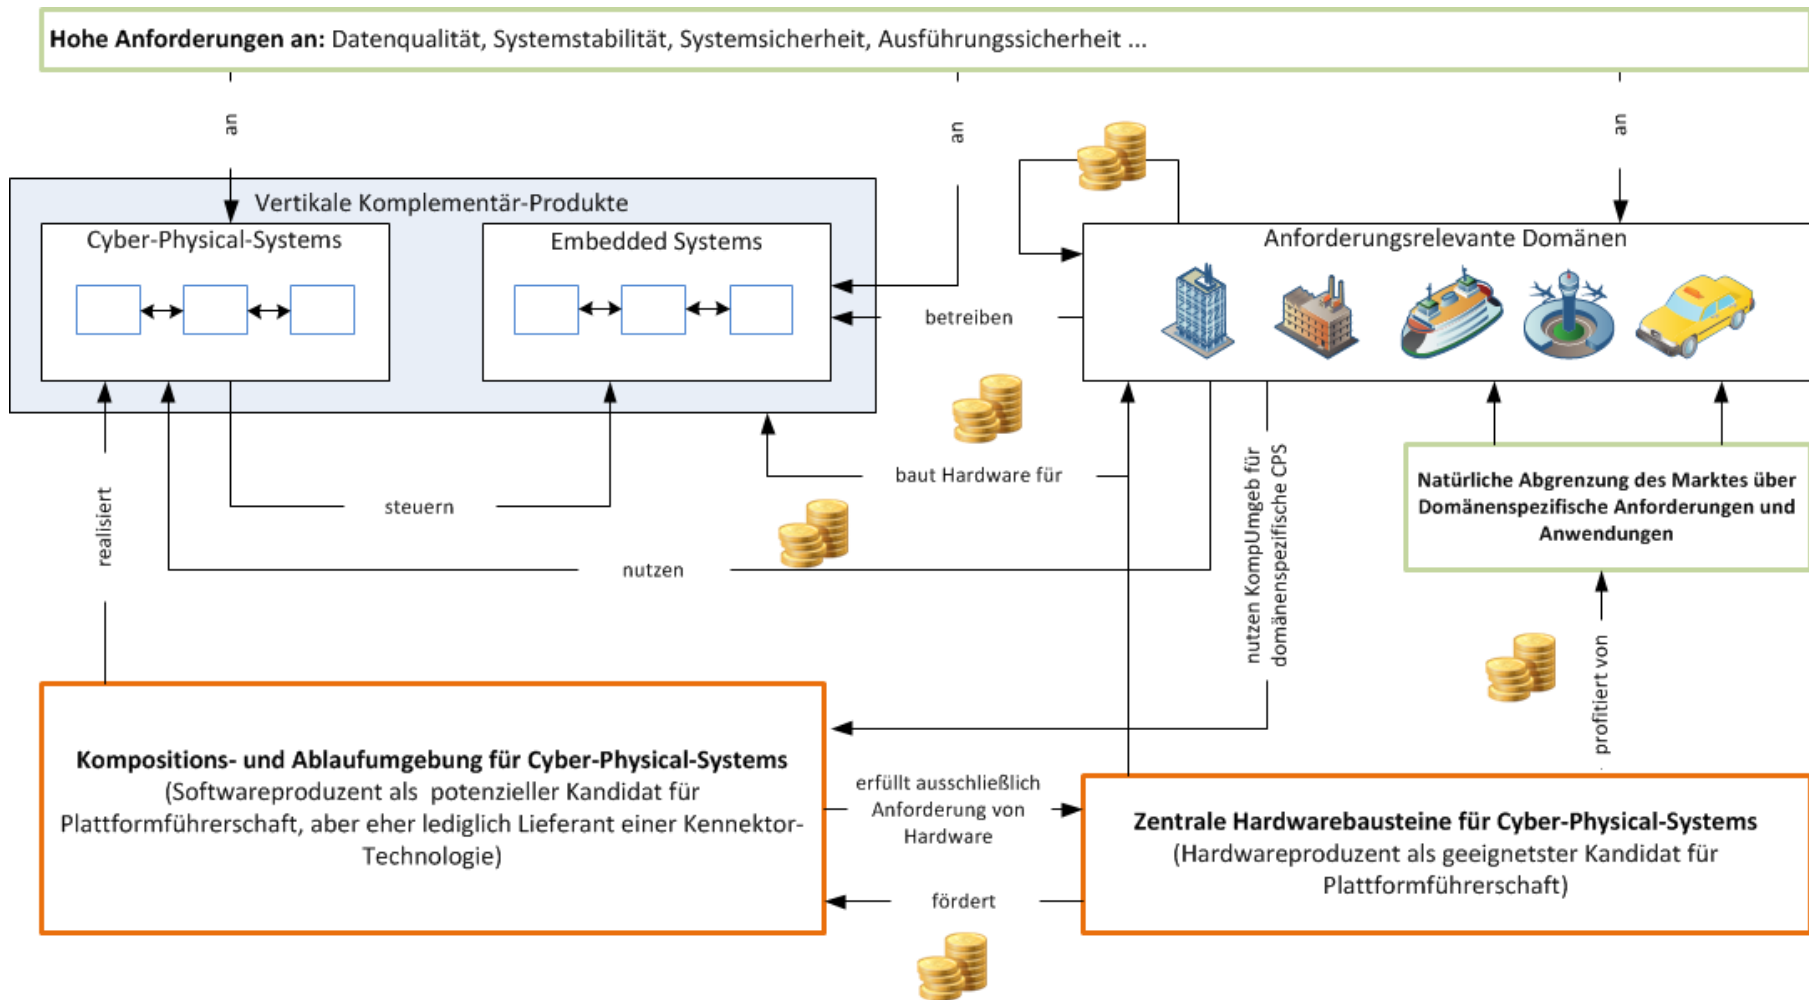 Hohe Anforderungen an: Datenqualität, Systemstabilität, Systemsicherheit, Ausführungssicherheit ...
an
an
an
Vertikale Komplementär-Produkte
Cyber-Physical-Systems
Embedded Systems
Anforderungsrelevante Domänen
betreiben
baut Hardware für
steuern
nutzen
realisiert
nutzen KompUmgeb für
domänenspezifische CPS
Natürliche Abgrenzung des Marktes über
Domänenspezifische Anforderungen und
Anwendungen
profitiert von
Kompositions- und Ablaufumgebung für Cyber-Physical-Systems
(Softwareproduzent als potenzieller Kandidat für
Plattformführerschaft, aber eher lediglich Lieferant einer Kennektor-
Technologie)
erfüllt ausschließlich
Anforderung von
Hardware
fördert
Zentrale Hardwarebausteine für Cyber-Physical-Systems
(Hardwareproduzent als geeignetster Kandidat für
Plattformführerschaft)